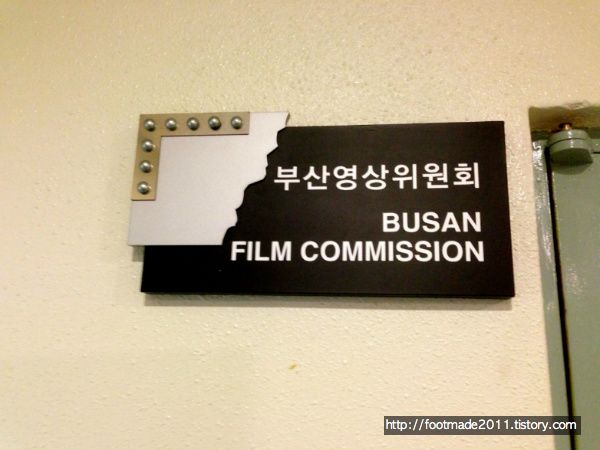 부산영상위원회
BUSAN
FILM COMMISSION
http://footmade2011.tistory.com